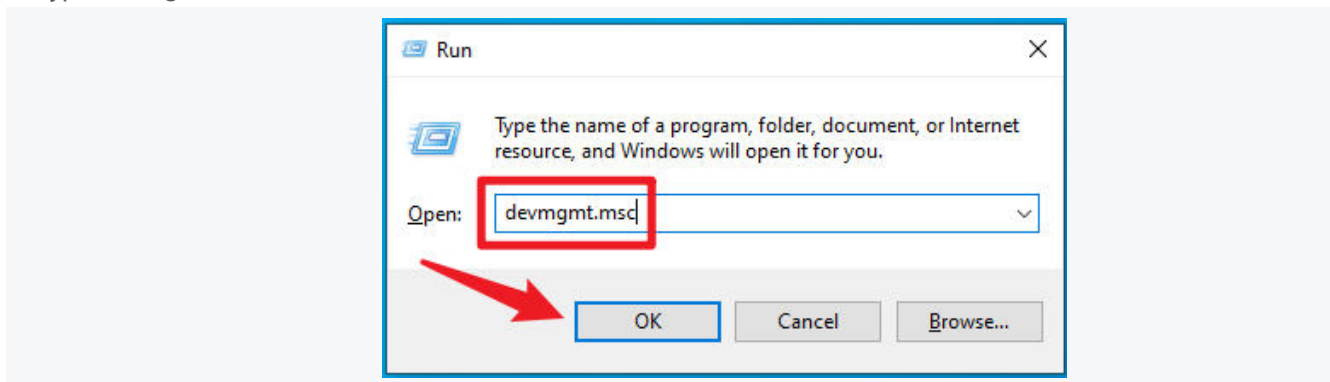 Run
Type the name of a program, folder, document, or Internet
resource, and Windows will open it for you.
Open: devmgmt.msc
OK Cancel Browse...